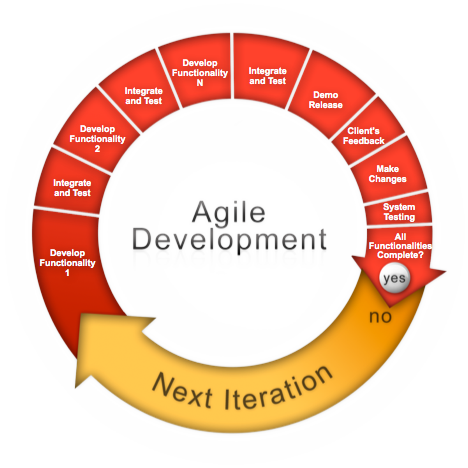 Develop
Functionality
1
Integrate
and Test
Develop
Functionality
2
Integrate
and Test
Develop
Functionality
N
Integrate
and Test
Demo
Release
Client's
Feedback
Make
Changes
System
Testing
All
Functionalities
Complete?
yes
no
Next Iteration
Agile
Development